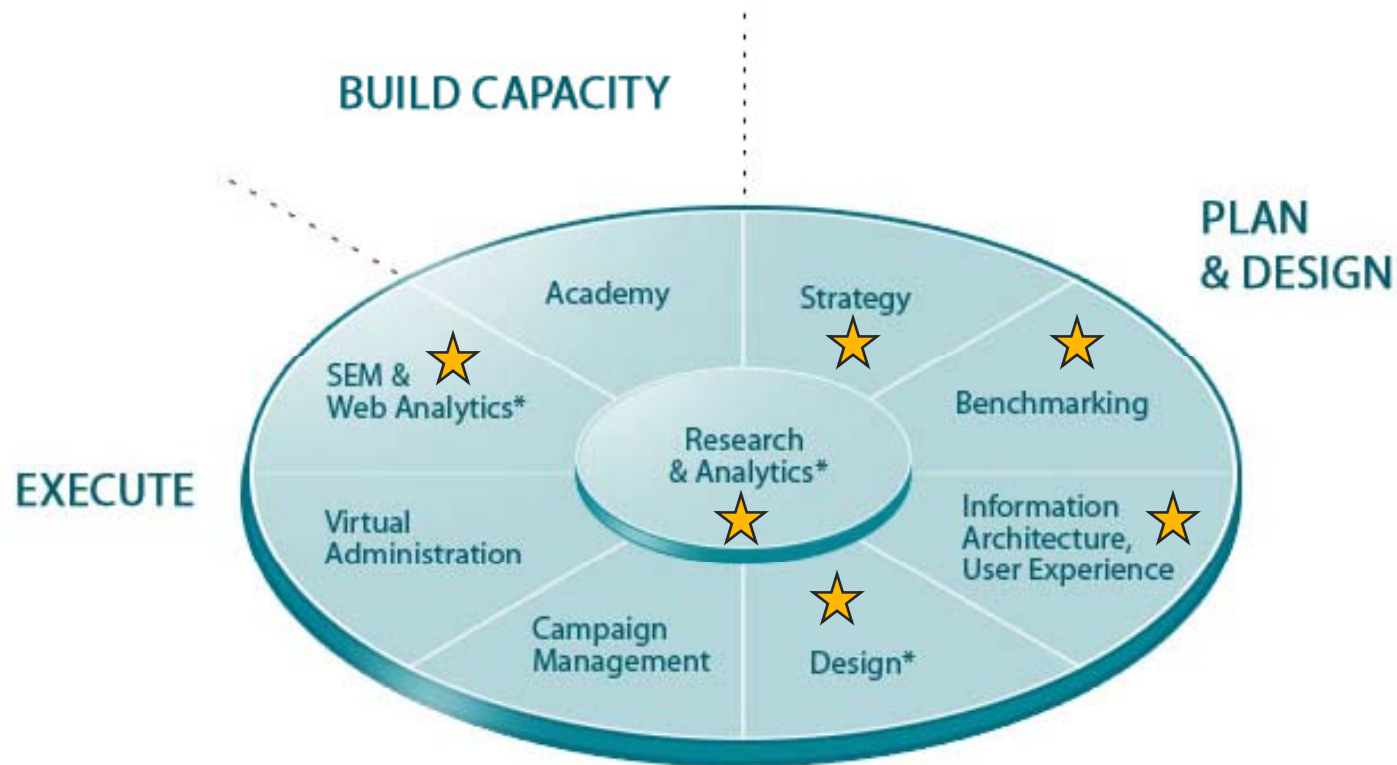 BUILD CAPACITY
PLAN
& DESIGN
Academy
Strategy
SEM &
Web Analytics*
Benchmarking
Research
& Analytics*
EXECUTE
Virtual
Administration
Information
Architecture,
User Experience
Campaign
Management
Design*